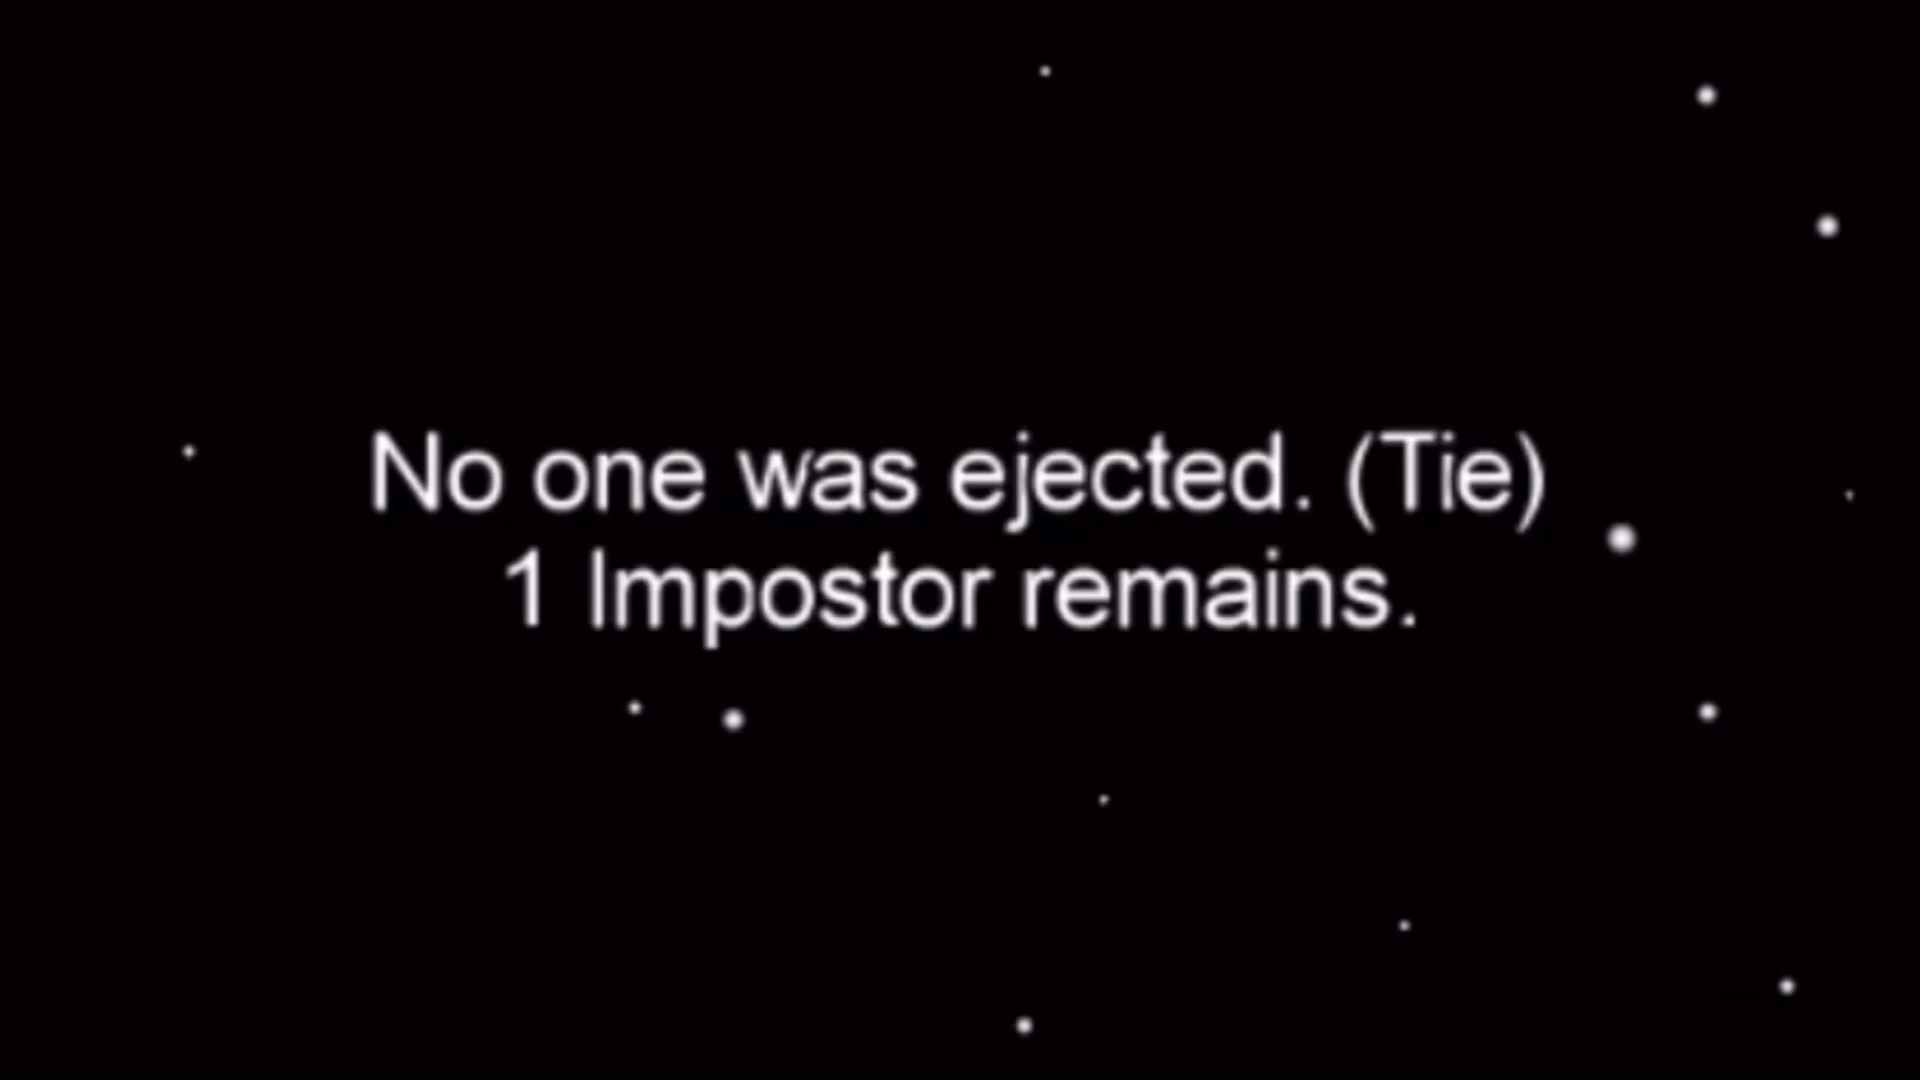 No one was ejected. (Tie)
1 Impostor remains.